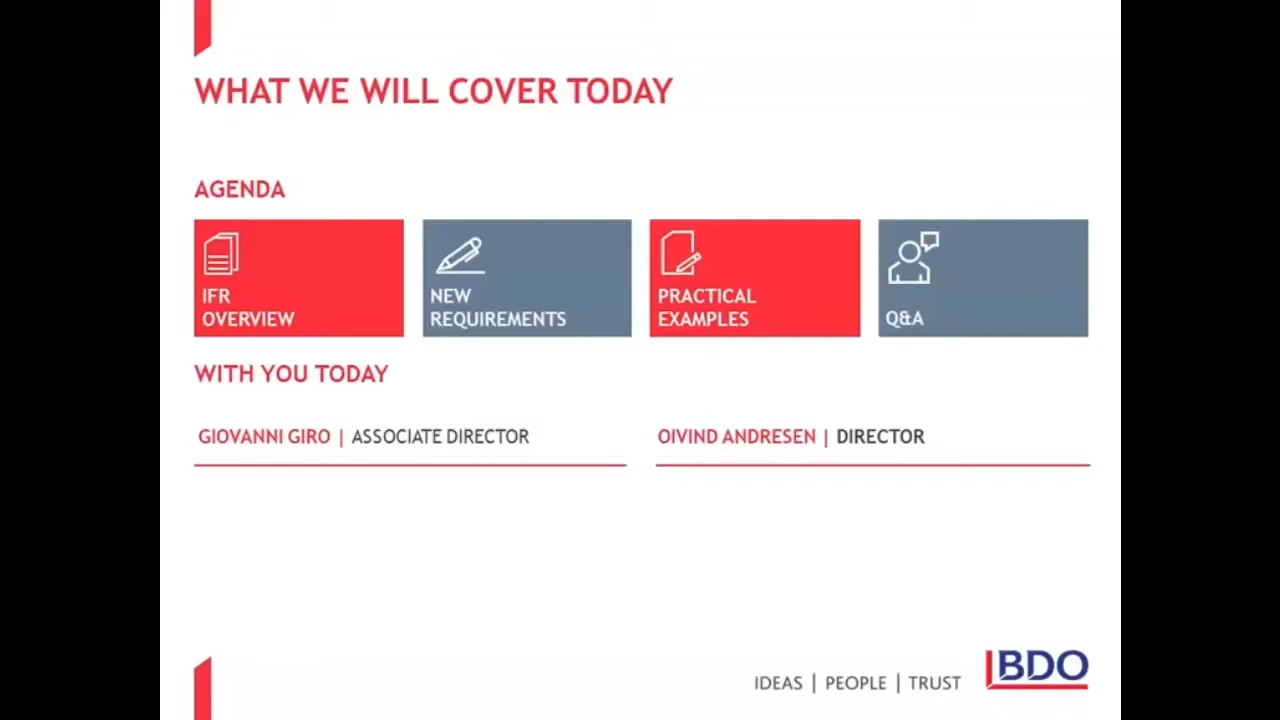 WHAT WE WILL COVER TODAY
AGENDA
IFR
OVERVIEW
NEW
REQUIREMENTS
PRACTICAL
EXAMPLES
Q&A
WITH YOU TODAY
GIOVANNI GIRO | ASSOCIATE DIRECTOR
OIVIND ANDRESEN | DIRECTOR
IDEAS | PEOPLE | TRUST
BDO